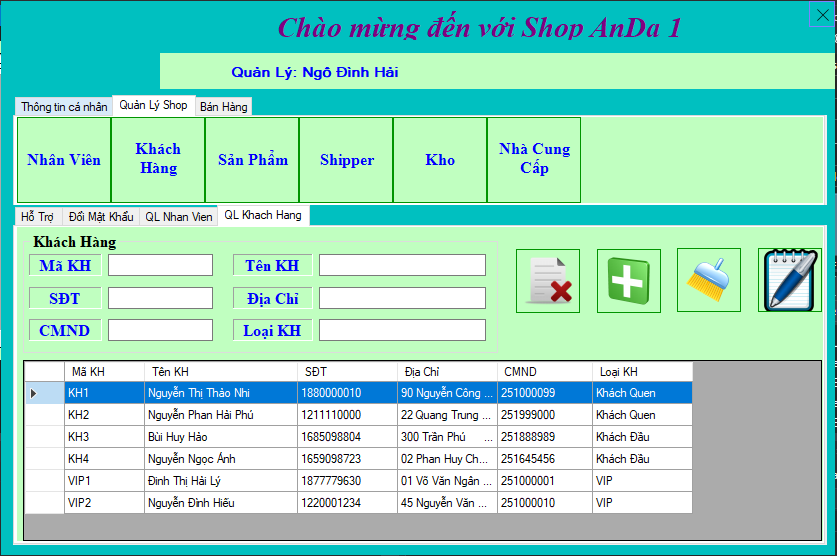 Chào mừng đến với Shop AnDa 1
Quản Lý: Ngô Đình Hải
Thông tin cá nhân Quản Lý Shop Bán Hàng
Nhân Viên Khách Hàng Sản Phẩm Shipper Kho Nhà Cung Cấp
Hỗ Trợ Đổi Mật Khẩu QL Nhan Vien QL Khach Hang
Khách Hàng
Mã KH Tên KH
SĐT Địa Chỉ
CMND Loại KH
Mã KH Tên KH SĐT Địa Chỉ CMND Loại KH
KH1 Nguyễn Thị Thảo Nhi 1880000010 90 Nguyễn Công ... 251000099 Khách Quen
KH2 Nguyễn Phan Hải Phú 1211110000 22 Quang Trung ... 251999000 Khách Quen
KH3 Bùi Huy Hảo 1685098804 300 Trần Phú ... 251888989 Khách Đầu
KH4 Nguyễn Ngọc Ánh 1659098723 02 Phan Huy Ch... 251645456 Khách Đầu
VIP1 Đinh Thị Hải Lý 1877779630 01 Võ Văn Ngân ... 251000001 VIP
VIP2 Nguyễn Đình Hiếu 1220001234 45 Nguyễn Văn ... 251000010 VIP